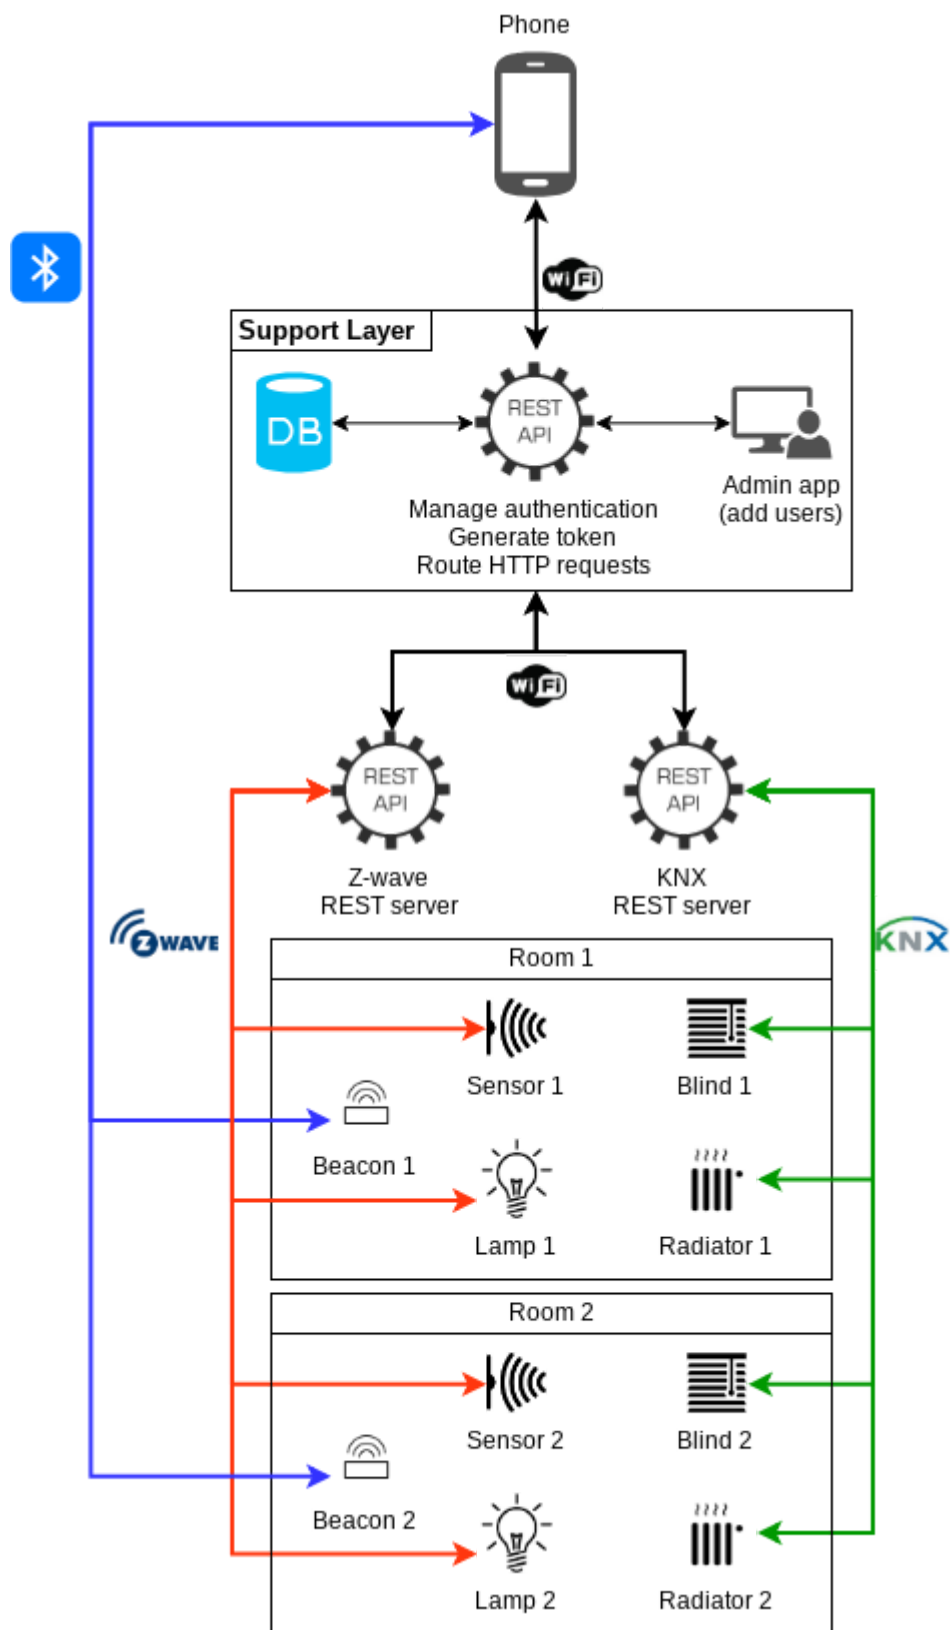 Phone
WiFi
Support Layer
DB
REST
API
Admin app
(add users)
Manage authentication
Generate token
Route HTTP requests
WiFi
REST
API
REST
API
Z-wave
REST server
KNX
REST server
Z WAVE
KNX
Room 1
Sensor 1
Blind 1
Beacon 1
Lamp 1
Radiator 1
Room 2
Sensor 2
Blind 2
Beacon 2
Lamp 2
Radiator 2